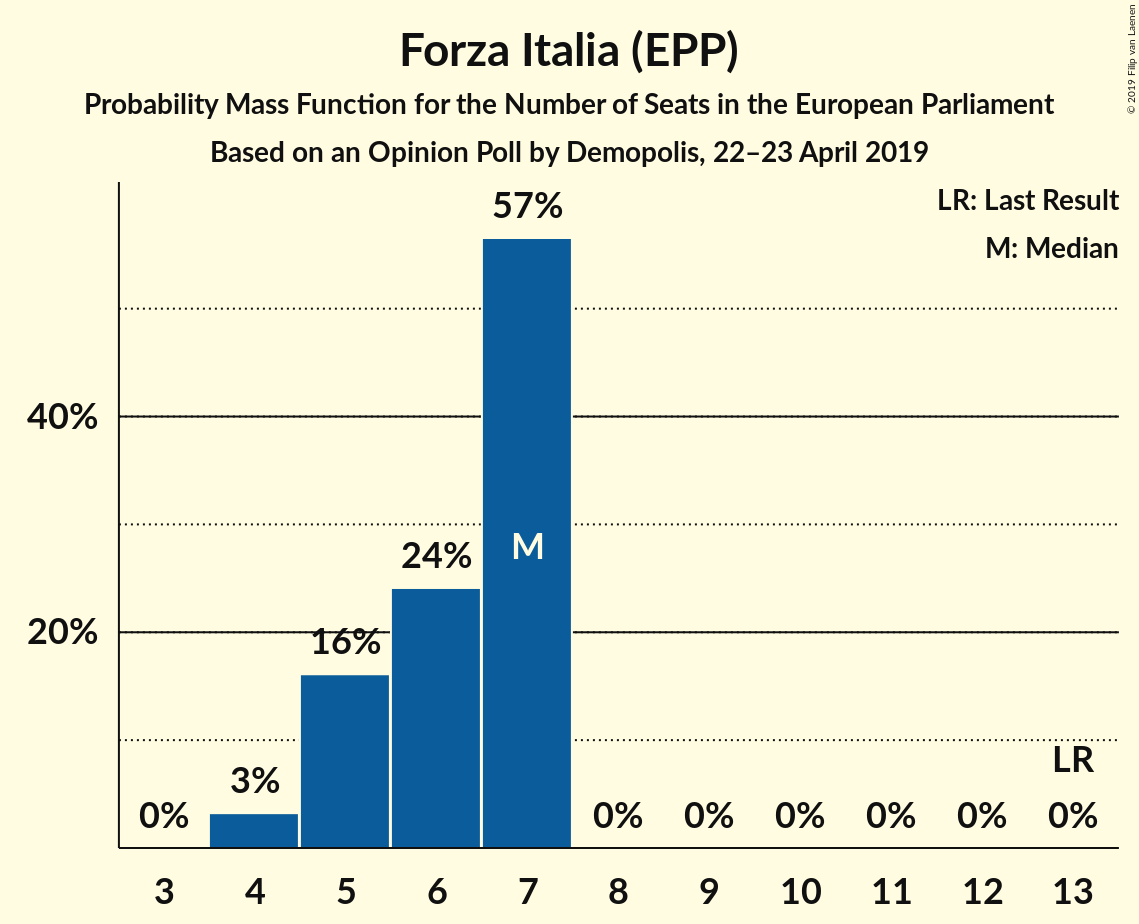 Forza Italia (EPP)
Probability Mass Function for the Number of Seats in the European Parliament
Based on an Opinion Poll by Demopolis, 22–23 April 2019
© 2019 Filip van Laenen
LR: Last Result
M: Median
57%
40%
M
24%
20%
16%
LR
3%
0% 0% 0% 0% 0% 0% 0%
3 4 5 6 7 8 9 10 11 12 13